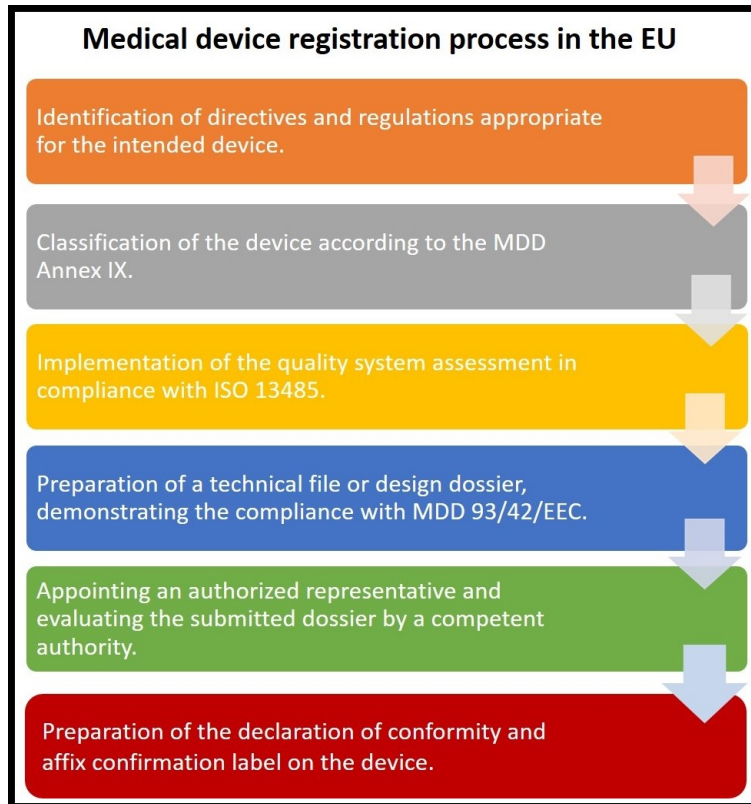 Medical device registration process in the EU
Identification of directives and regulations appropriate
for the intended device.
Classification of the device according to the MDD
Annex IX.
Implementation of the quality system assessment in
compliance with ISO 13485.
Preparation of a technical file or design dossier,
demonstrating the compliance with MDD 93/42/EEC.
Appointing an authorized representative and
evaluating the submitted dossier by a competent
authority.
Preparation of the declaration of conformity and
affix confirmation label on the device.